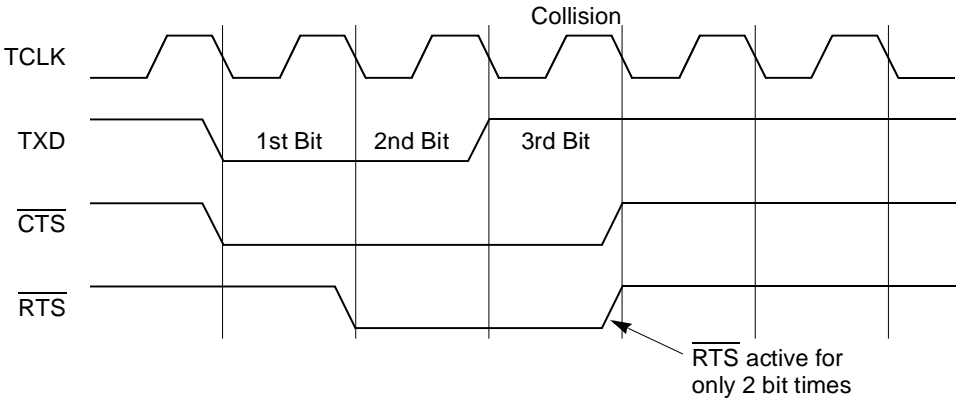 Collision
TCLK
TXD
1st Bit
2nd Bit
3rd Bit
CTS
RTS
RTS active for
only 2 bit times